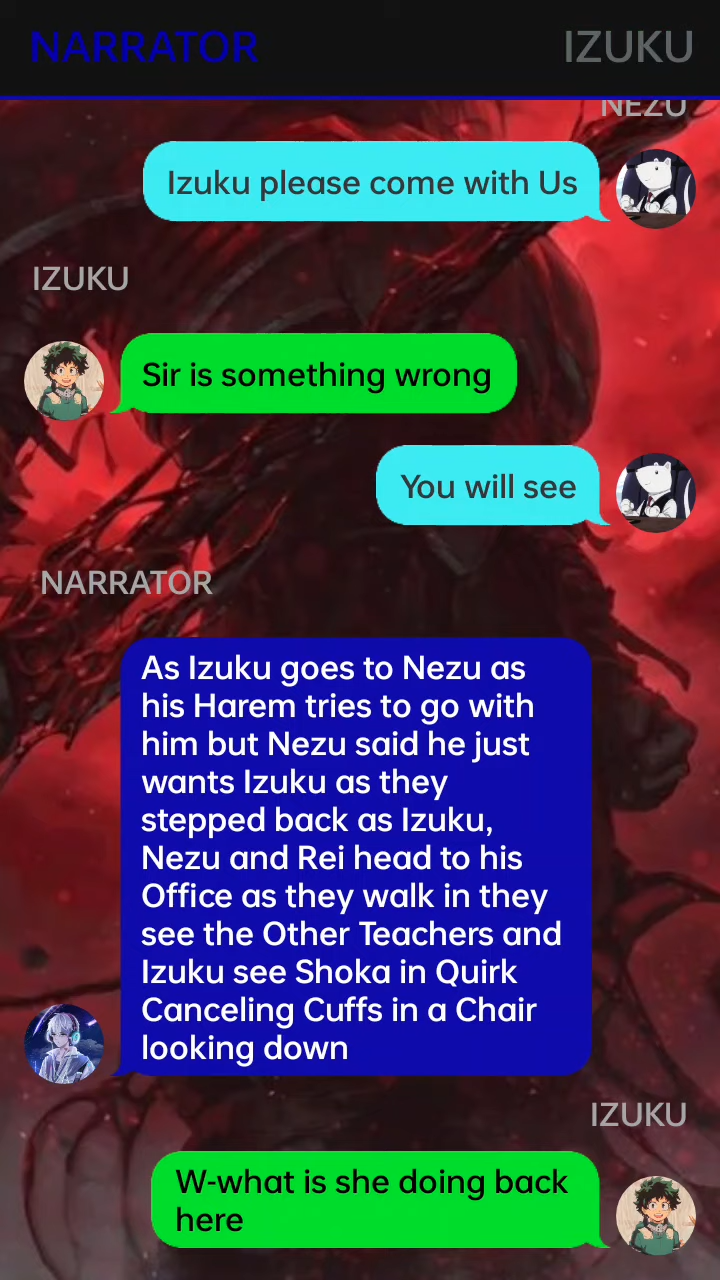 NARRATOR
IZUKU
NEZU
Izuku please come with Us
IZUKU
Sir is something wrong
You will see
NARRATOR
As Izuku goes to Nezu as
his Harem tries to go with
him but Nezu said he just
wants Izuku as they
stepped back as Izuku,
Nezu and Rei head to his
Office as they walk in they
see the Other Teachers and
Izuku see Shoka in Quirk
Canceling Cuffs in a Chair
looking down
IZUKU
W-what is she doing back
here